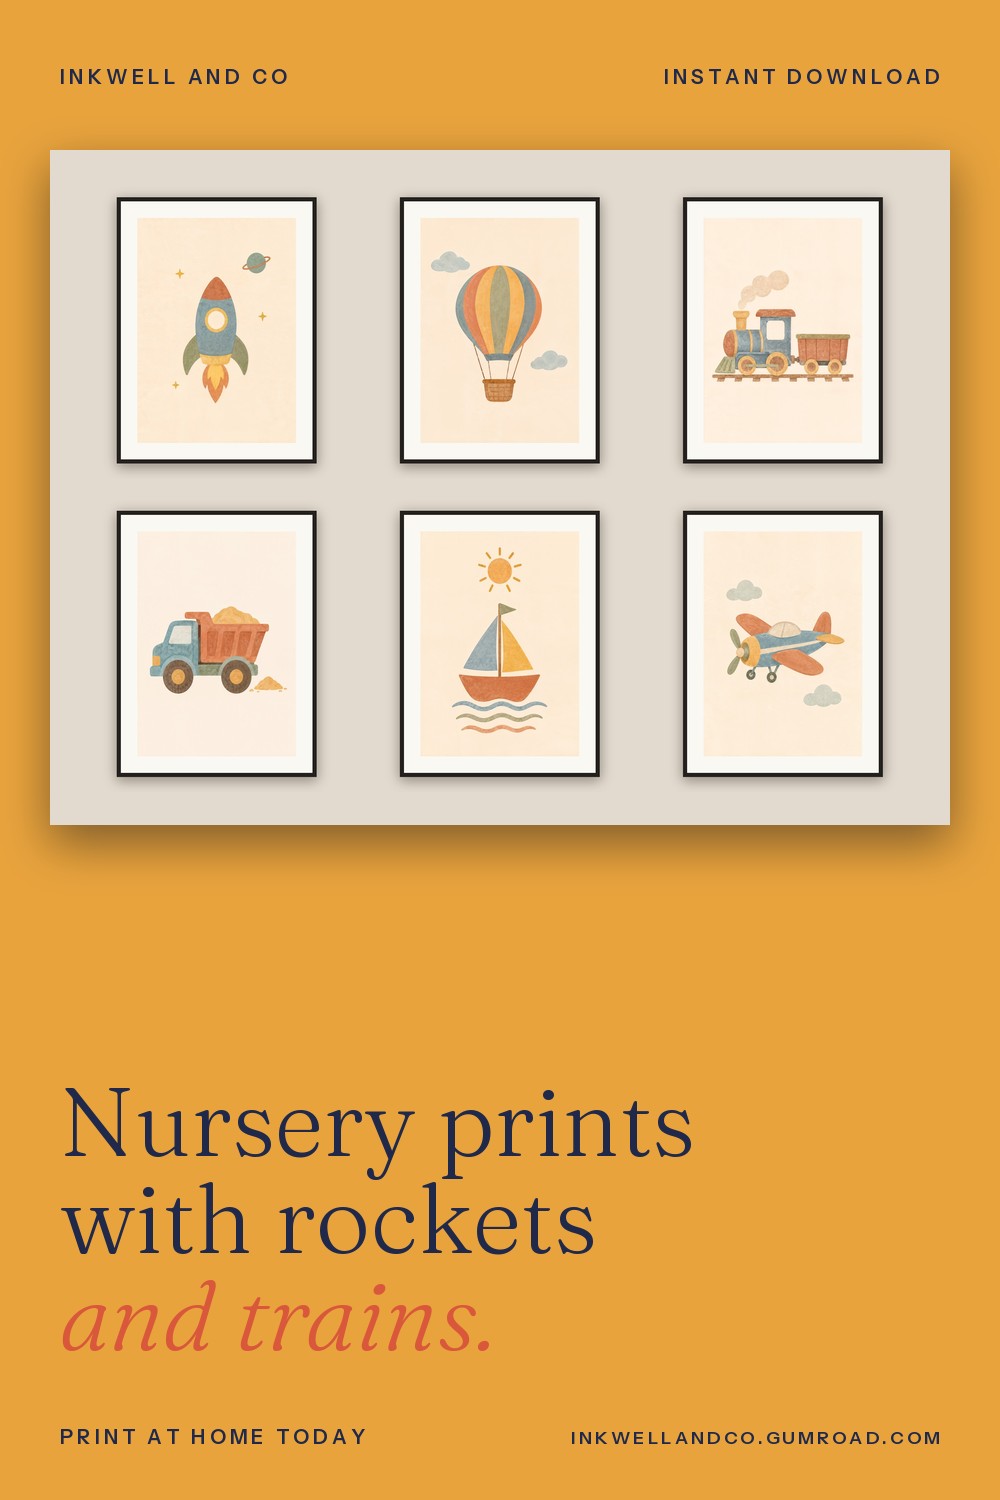 INKWELL AND CO
INSTANT DOWNLOAD
Nursery prints
with rockets
and trains.
PRINT AT HOME TODAY
INKWELLANDCO.GUMROAD.COM